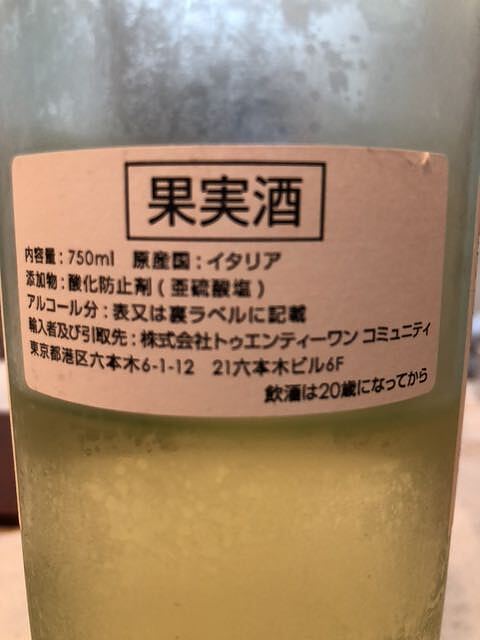 果実酒
内容量：750ml 原産国：イタリア
添加物：酸化防止剤（亜硫酸塩）
アルコール分：表又は裏ラベルに記載
輸入者及び引取先：株式会社トゥエンティーワン コミュニティ
東京都港区六本木6-1-12 21六本木ビル6F
飲酒は20歳になってから